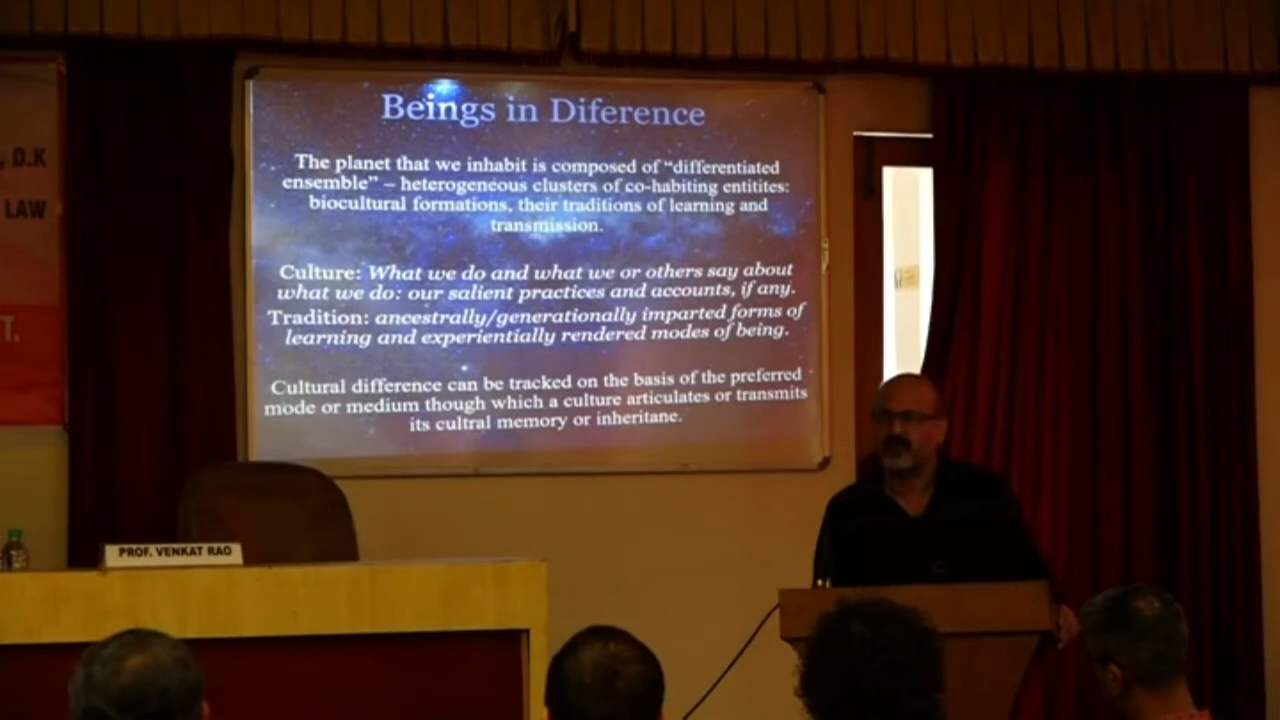 Beings in Diference
The planet that we inhabit is composed of “differentiated
ensemble” – heterogeneous clusters of co-habiting entitites:
biocultural formations, their traditions of learning and
transmission.
Culture: What we do and what we or others say about
what we do: our salient practices and accounts, if any.
Tradition: ancestrally/generationally imparted forms of
learning and experientially rendered modes of being.
Cultural difference can be tracked on the basis of the preferred
mode or medium though which a culture articulates or transmits
its cultral memory or inheritane.
, D.K
LAW
T.
PROF. VENKAT RAO